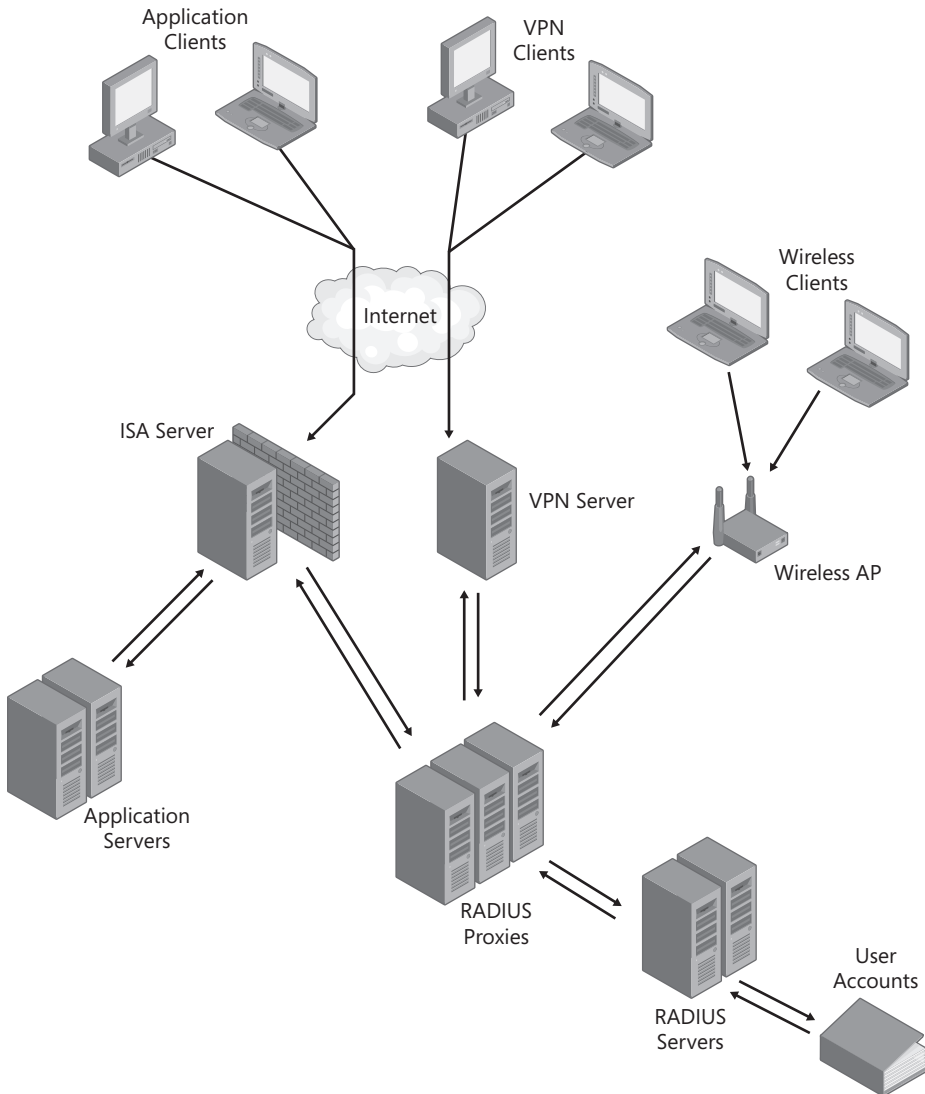 Application
Clients
VPN
Clients
Wireless
Clients
Internet
ISA Server
VPN Server
Wireless AP
Application
Servers
RADIUS
Proxies
User
Accounts
RADIUS
Servers